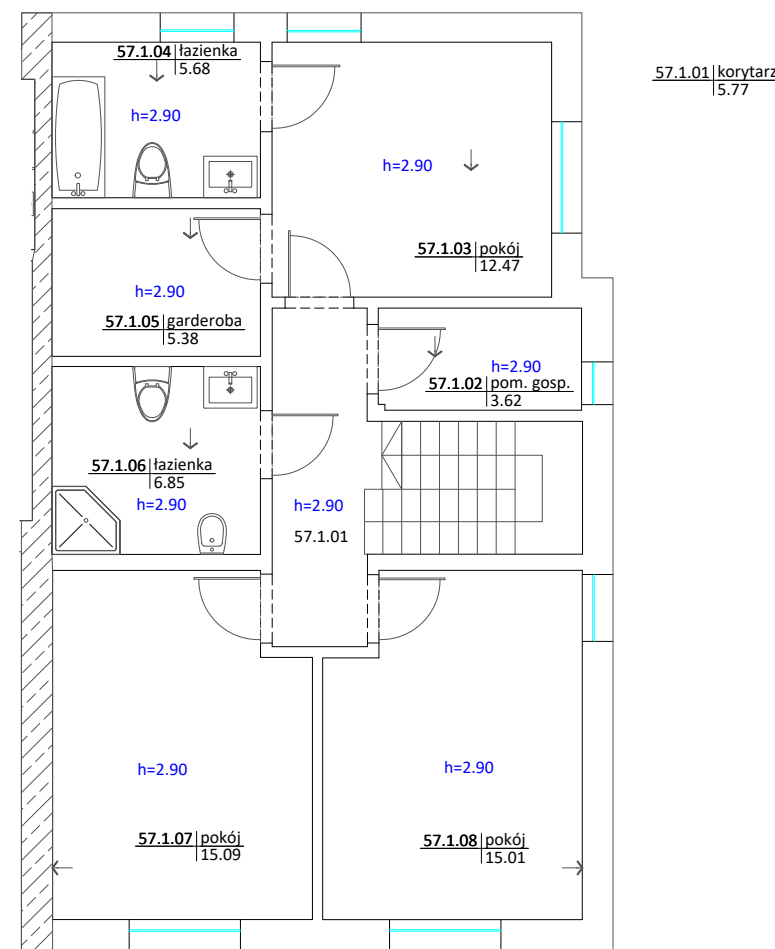 57.1.04 łazienka
5.68
h=2.90
57.1.01 korytarz
5.77
h=2.90
57.1.03 pokój
12.47
h=2.90
57.1.05 garderoba
5.38
h=2.90
57.1.02 pom. gosp.
3.62
57.1.06 łazienka
6.85
h=2.90
h=2.90
57.1.01
h=2.90
57.1.07 pokój
15.09
h=2.90
57.1.08 pokój
15.01